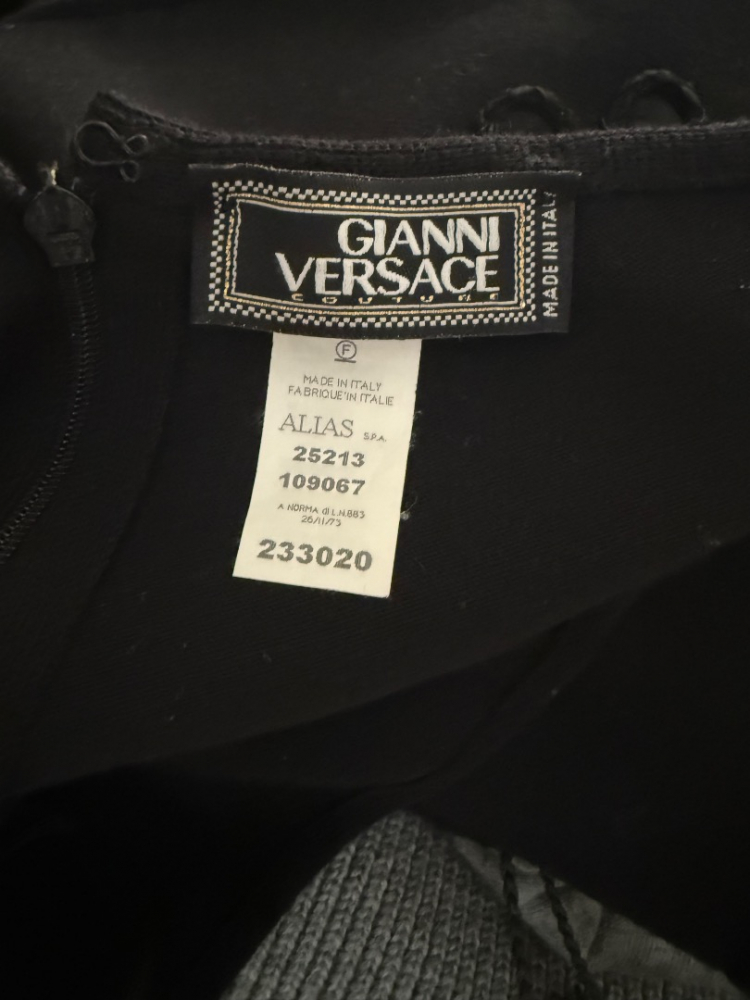 GIANNI
VERSACE
COUTURE
MADE IN ITALY
F
MADE IN ITALY
FABRIQUE'IN ITALIE
ALIAS S.P.A.
25213
109067
A NORMA di L.N.883
26/11/73
233020